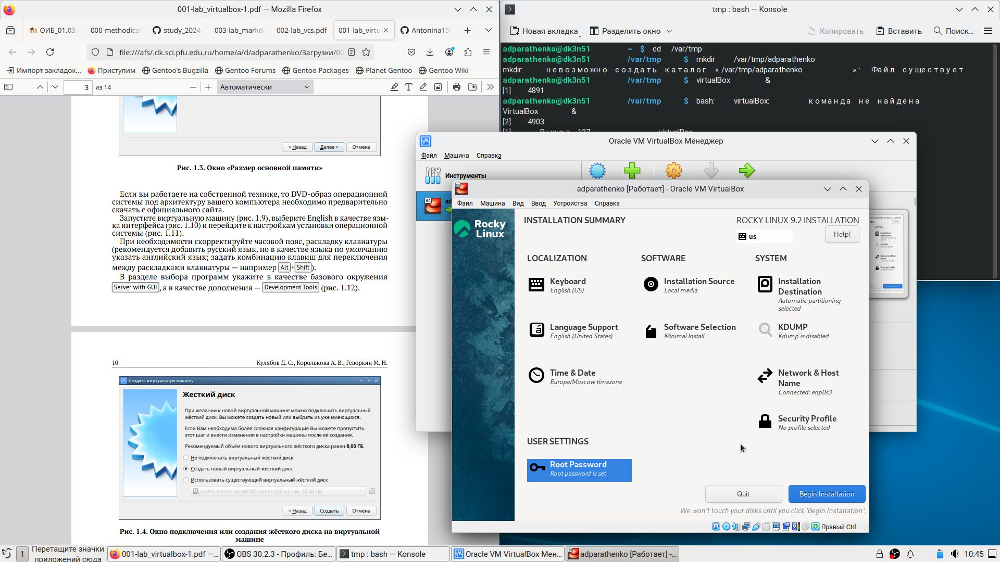 001-lab_virtualbox-1.pdf — Mozilla Firefox
ОИБ_01.03.
000-methodical
study_2024-
003-lab_markdo
002-lab_vcs.pdf
001-lab_virtu
Antonina150
file:///afs/.dk.sci.pfu.edu.ru/home/a/d/adparathenko/Загрузки/00
Импорт закладок...
Приступим
Gentoo's Bugzilla
Gentoo Forums
Gentoo Packages
Planet Gentoo
Gentoo Wiki
3 из 14
Автоматически
< Назад
Далее >
Отмена
Рис. 1.3. Окно «Размер основной памяти»
Если вы работаете на собственной технике, то DVD-образ операционной
системы под архитектуру вашего компьютера необходимо предварительно
скачать с официального сайта.
Запустите виртуальную машину (рис. 1.9), выберите English в качестве язы-
ка интерфейса (рис. 1.10) и перейдите к настройкам установки операционной
системы (рис. 1.11).
При необходимости скорректируйте часовой пояс, раскладку клавиатуры
(рекомендуется добавить русский язык, но в качестве языка по умолчанию
указать английский язык; задать комбинацию клавиш для переключения
между раскладками клавиатуры — например Alt + Shift).
В разделе выбора программ укажите в качестве базового окружения
Server with GUI, а в качестве дополнения — Development Tools (рис. 1.12).
10 Кулябов Д. С., Королькова А. В., Геворкян М. Н.
Создать виртуальную машину
Жесткий диск
При желании к новой виртуальной машине можно подключить виртуальный
жёсткий диск. Вы можете создать новый или выбрать из уже имеющихся.
Если Вам необходима более сложная конфигурация Вы можете пропустить
этот шаг и внести изменения в настройки машины после её создания.
Рекомендуемый объём нового виртуального жёсткого диска равен 8,00 ГБ.
Не подключать виртуальный жёсткий диск
Создать новый виртуальный жёсткий диск
Использовать существующий виртуальный жёсткий диск
packer-centos-vm-disk001.vmdk (Обычный, 40,00 ГБ)
< Назад
Создать
Отмена
Рис. 1.4. Окно подключения или создания жёсткого диска на виртуальной
машине
tmp : bash — Konsole
Новая вкладка
Разделить окно
Копировать
Вставить
Поиск...
adparathenko@dk3n51 ~ $ cd /var/tmp
adparathenko@dk3n51 /var/tmp $ mkdir /var/tmp/adparathenko
mkdir: невозможно создать каталог «/var/tmp/adparathenko»: Файл существует
adparathenko@dk3n51 /var/tmp $ virtualBox &
[1] 4891
adparathenko@dk3n51 /var/tmp $ bash: virtualBox: команда не найдена
VirtualBox &
[2] 4903
[1] Выход 127 virtualBox
Oracle VM VirtualBox Менеджер
Файл Машина Справка
Инструменты
64
ad
adparathenko [Работает] - Oracle VM VirtualBox
Файл Машина Вид Ввод Устройства Справка
Rocky
Linux
INSTALLATION SUMMARY
ROCKY LINUX 9.2 INSTALLATION
us
Help!
LOCALIZATION
Keyboard
English (US)
Language Support
English (United States)
Time & Date
Europe/Moscow timezone
SOFTWARE
Installation Source
Local media
Software Selection
Minimal Install
SYSTEM
Installation
Destination
Automatic partitioning
selected
KDUMP
Kdump is disabled
Network & Host
Name
Connected: enp0s3
Security Profile
No profile selected
USER SETTINGS
Root Password
Root password is set
Quit
Begin Installation
We won't touch your disks until you click 'Begin Installation'.
Правый Ctrl
1
Перетащите значки
приложений сюда
001-lab_virtualbox-1.pdf —...
OBS 30.2.3 - Профиль: Бе...
tmp : bash — Konsole
Oracle VM VirtualBox Мен...
adparathenko [Работает] -...
10:45